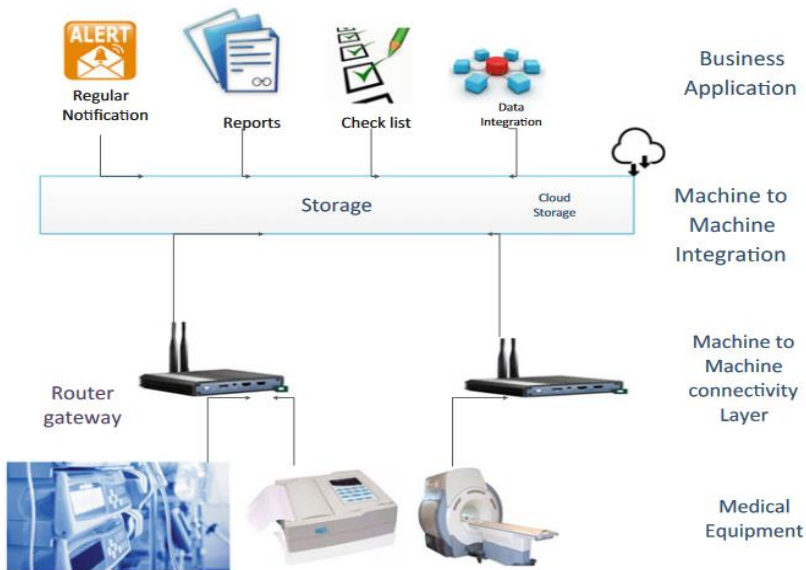 ALERT
Regular
Notification
Reports
Check list
Data
Integration
Business
Application
Storage
Cloud
Storage
Machine to
Machine
Integration
Router
gateway
Machine to
Machine
connectivity
Layer
Medical
Equipment